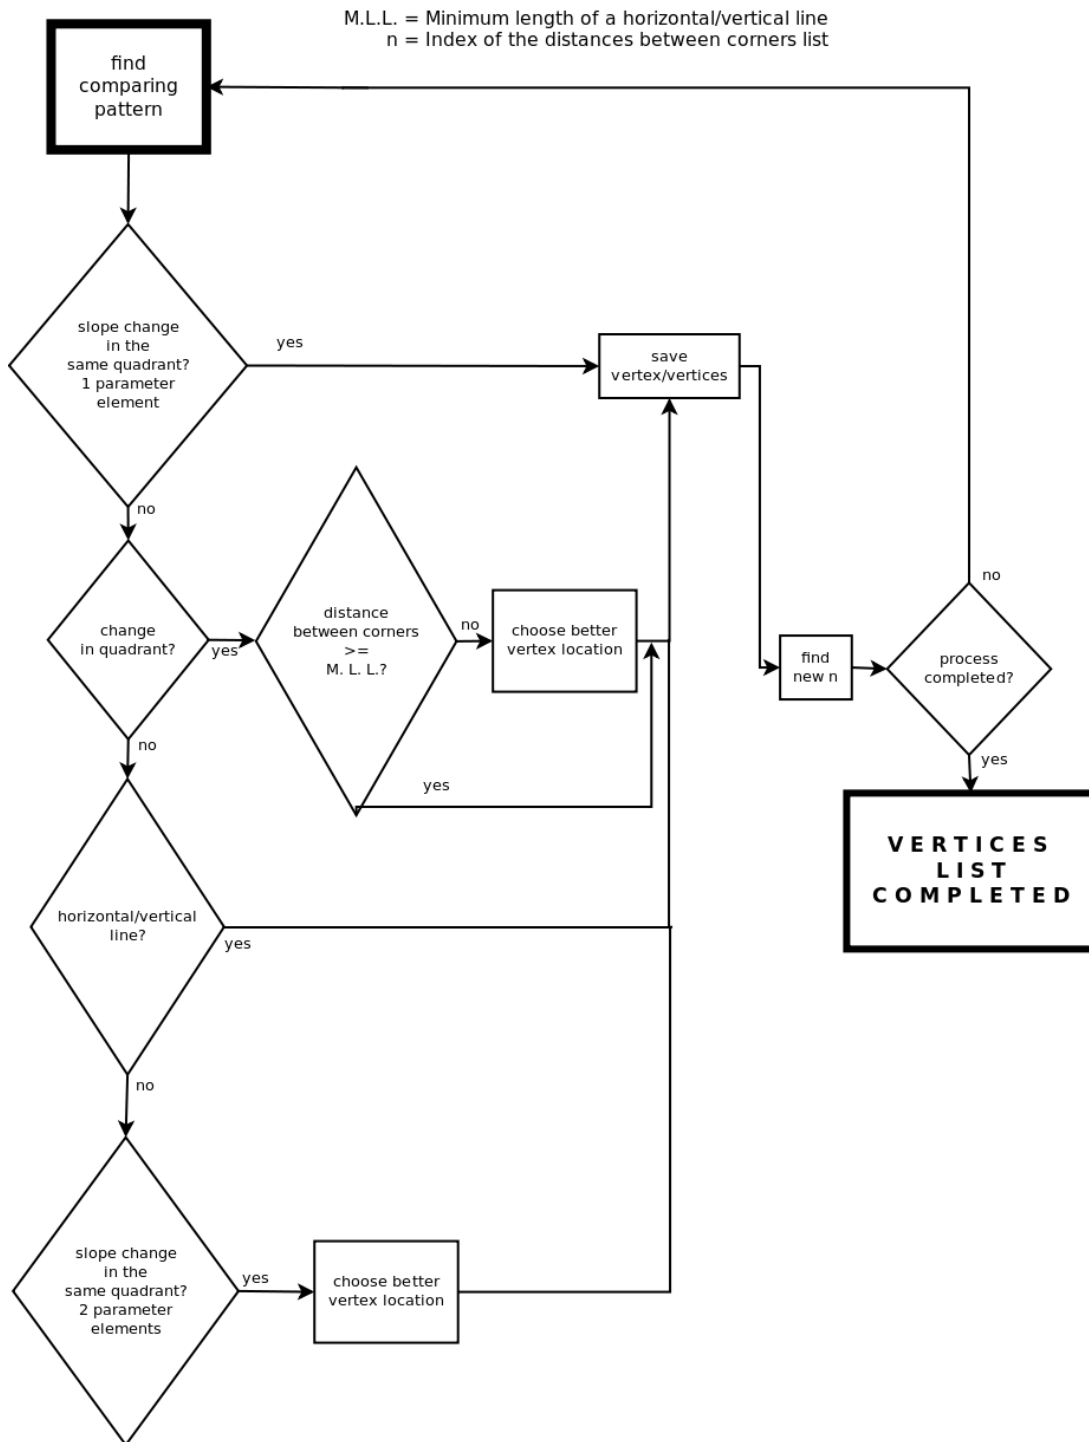 M.L.L. = Minimum length of a horizontal/vertical line
n = Index of the distances between corners list
find
comparing
pattern
slope change
in the
same quadrant?
1 parameter
element
yes
save
vertex/vertices
no
change
in quadrant?
yes
distance
between corners
>=
M. L. L.?
no
choose better
vertex location
yes
find
new n
no
process
completed?
yes
VERTICES
LIST
COMPLETED
no
horizontal/vertical
line?
yes
no
slope change
in the
same quadrant?
2 parameter
elements
yes
choose better
vertex location